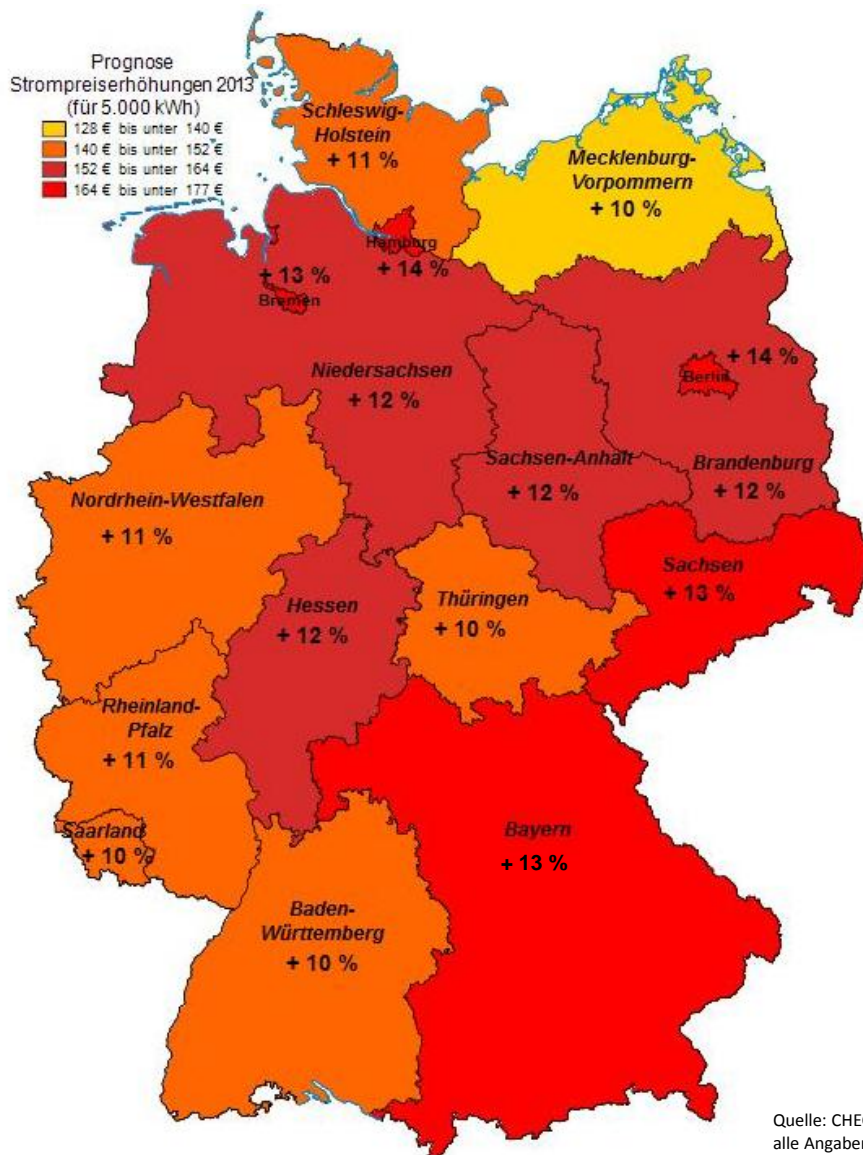 Prognose
Strompreiserhöhungen 2013
(für 5.000 kWh)
128 € bis unter 140 €
140 € bis unter 152 €
152 € bis unter 164 €
164 € bis unter 177 €
Schleswig-
Holstein
+ 11 %
Mecklenburg-
Vorpommern
+ 10 %
Hamburg
+ 14 %
+ 13 %
Bremen
+ 14 %
Berlin
Niedersachsen
+ 12 %
Sachsen-Anhalt
+ 12 %
Brandenburg
+ 12 %
Nordrhein-Westfalen
+ 11 %
Sachsen
+ 13 %
Hessen
+ 12 %
Thüringen
+ 10 %
Rheinland-
Pfalz
+ 11 %
Saarland
+ 10 %
Bayern
+ 13 %
Baden-
Württemberg
+ 10 %
Quelle:
alle